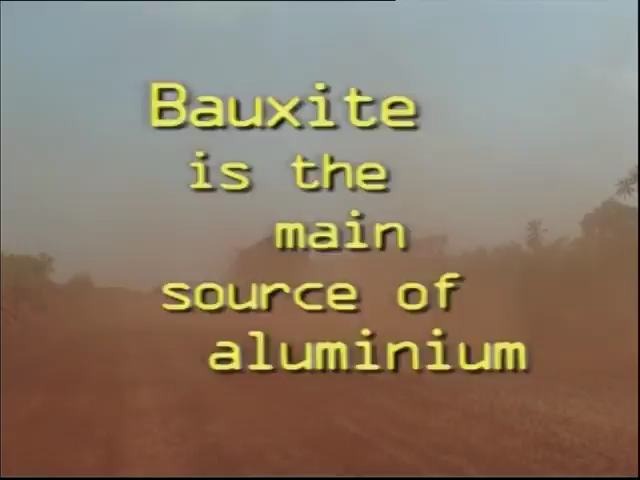 Bauxite
is the
main
source of
aluminium